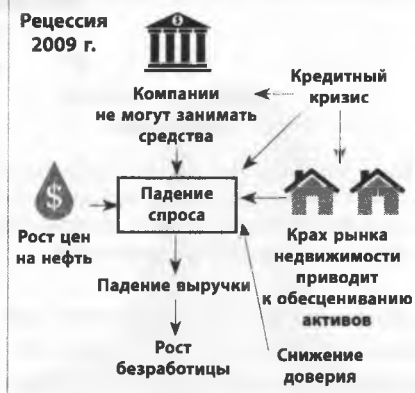 Рецессия
2009 г.
$
Компании
не могут занимать
средства
Кредитный
кризис
$
Рост цен
на нефть
Падение
спроса
Крах рынка
недвижимости
приводит
к обесцениванию
активов
Падение выручки
Рост
безработицы
Снижение
доверия